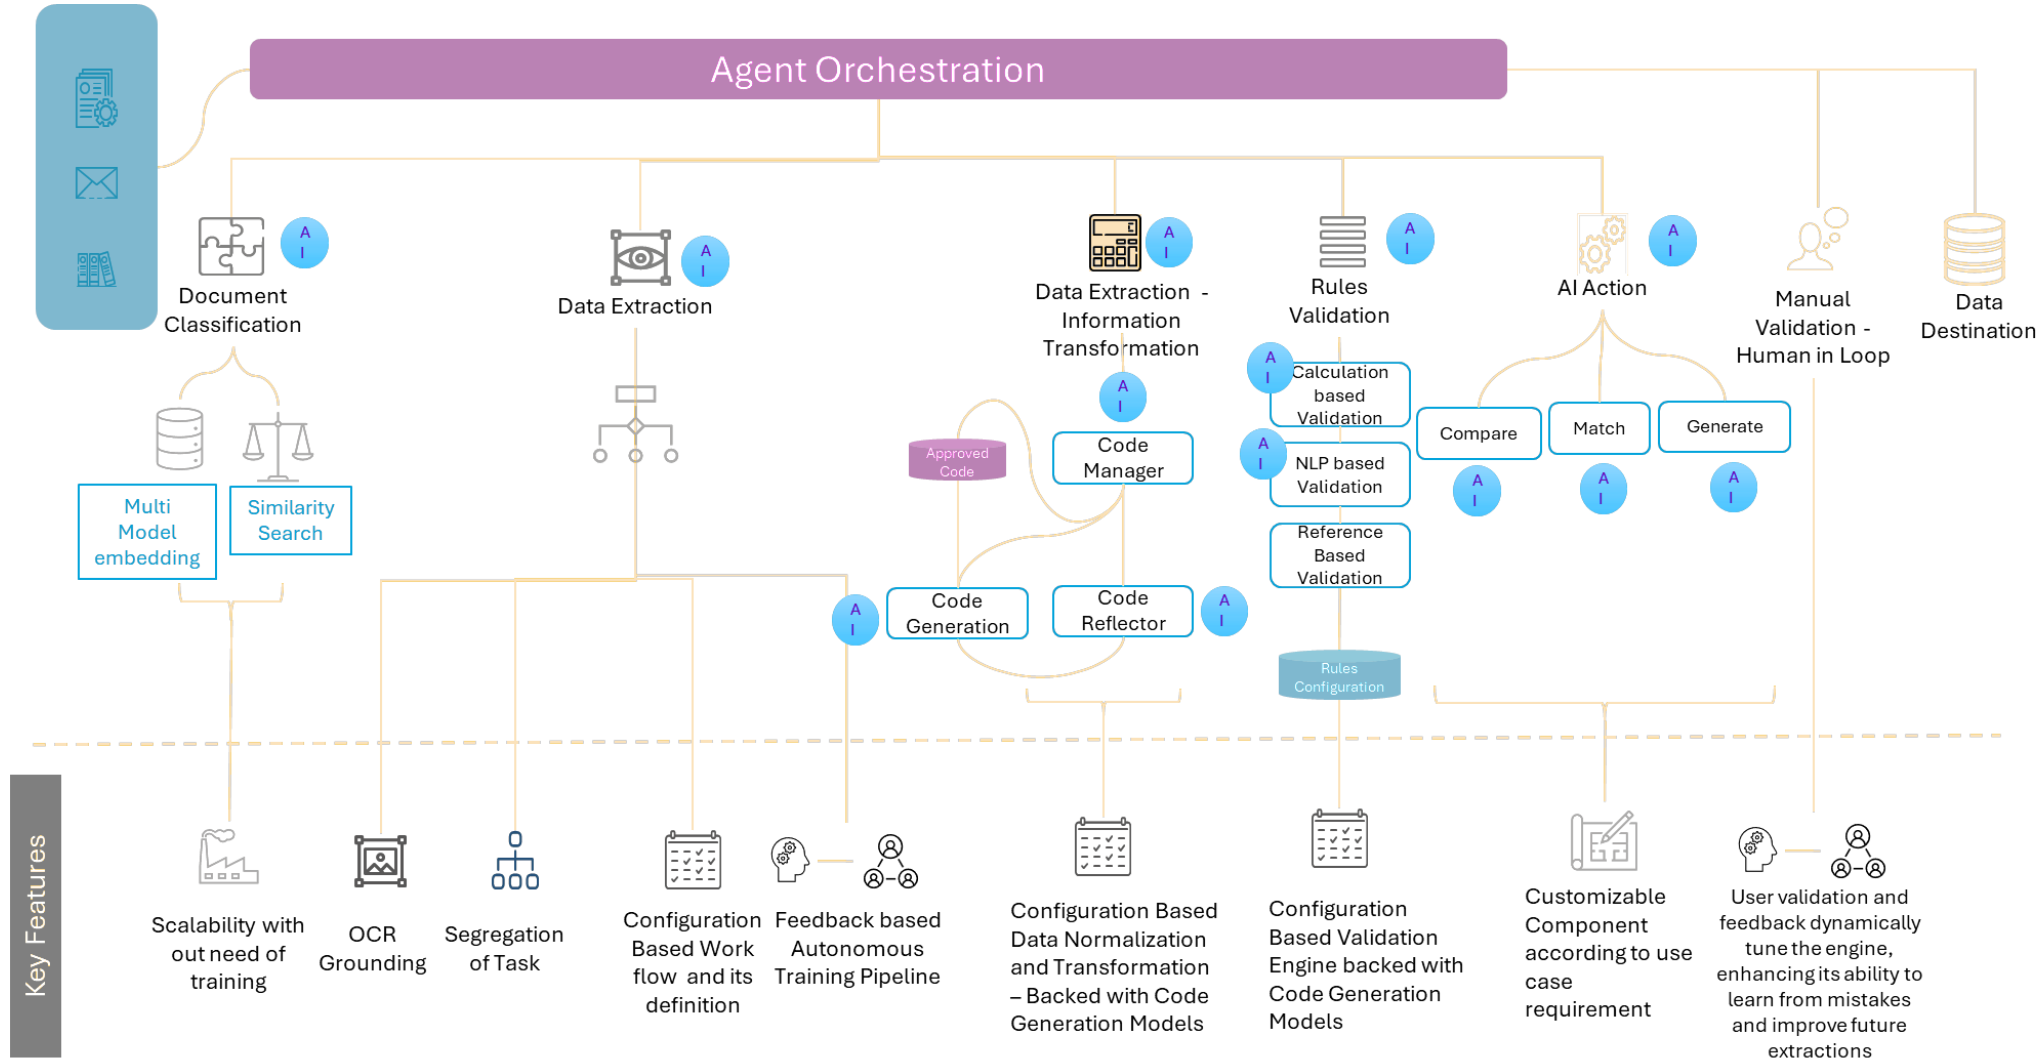 Agent Orchestration
A
I
Document
Classification
A
I
Data Extraction
A
I
Data Extraction -
Information
Transformation
A
I
Rules
Validation
A
I
AI Action
Manual
Validation -
Human in Loop
Data
Destination
Multi
Model
embedding
Similarity
Search
A
I
Approved
Code
Code
Manager
A
I
Code
Generation
Code
Reflector
A
I
A
I
Calculation
based
Validation
A
I
NLP based
Validation
Reference
Based
Validation
Rules
Configuration
Compare
Match
Generate
A
I
A
I
A
I
Key Features
Scalability with
out need of
training
OCR
Grounding
Segregation
of Task
Configuration
Based Work
flow and its
definition
Feedback based
Autonomous
Training Pipeline
Configuration Based
Data Normalization
and Transformation
– Backed with Code
Generation Models
Configuration
Based Validation
Engine backed with
Code Generation
Models
Customizable
Component
according to use
case
requirement
User validation and
feedback dynamically
tune the engine,
enhancing its ability to
learn from mistakes
and improve future
extractions